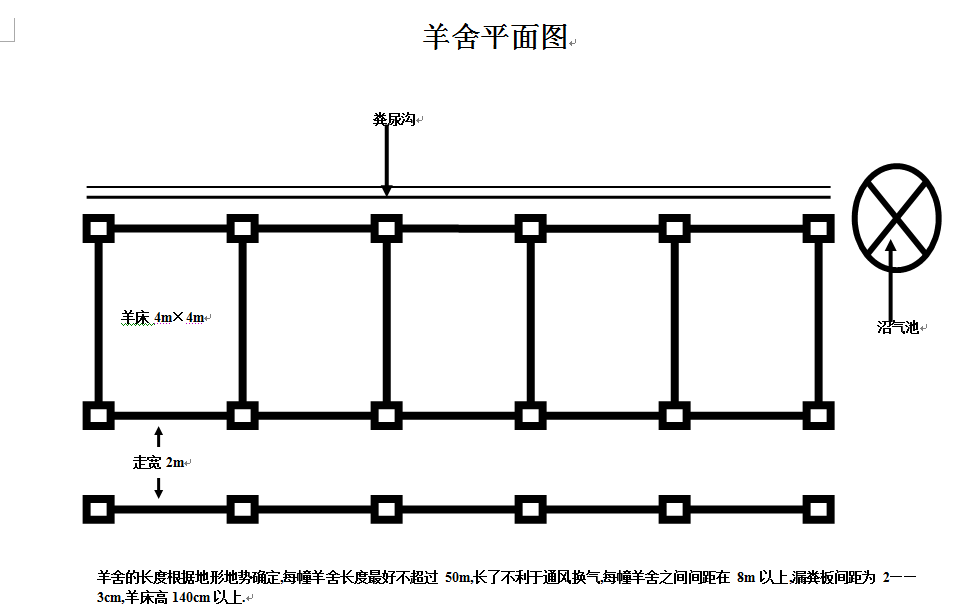 羊舍平面图
粪尿沟
羊床 4m×4m
沼气池
走宽 2m
羊舍的长度根据地形地势确定,每幢羊舍长度最好不超过 50m,长了不利于通风换气,每幢羊舍之间间距在 8m 以上,漏粪板间距为 2——
3cm,羊床高 140cm 以上.